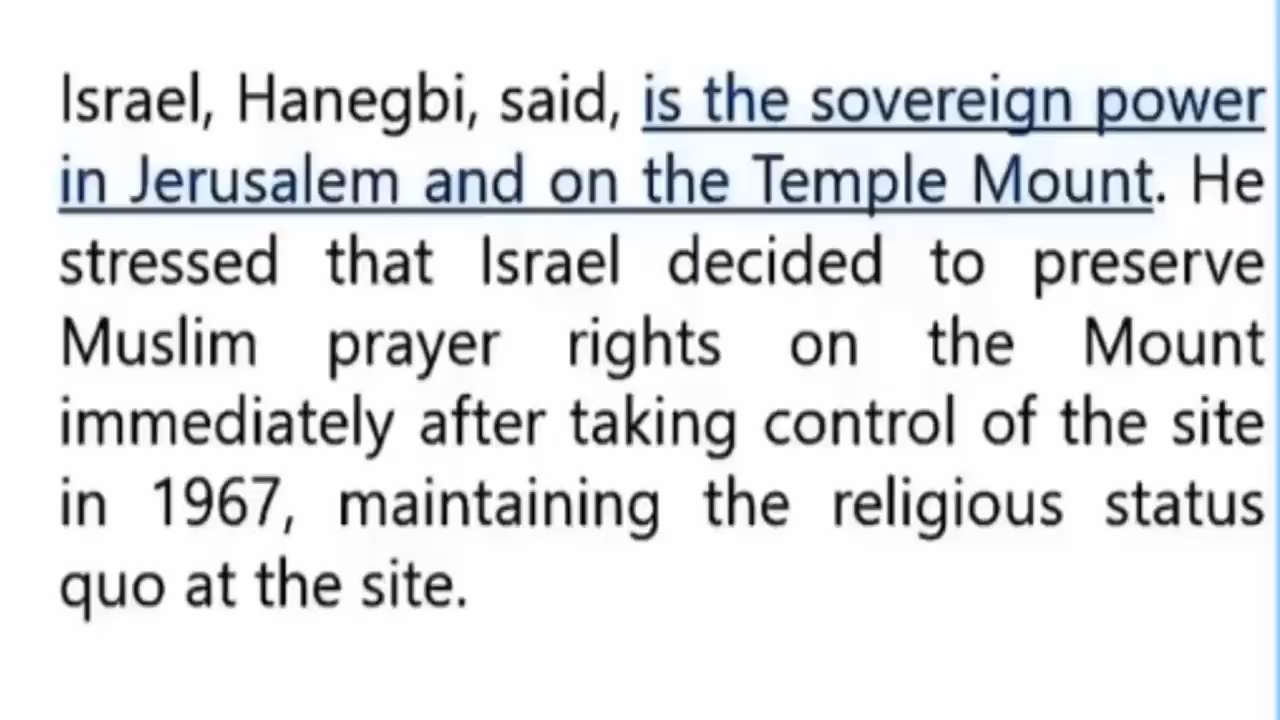 Israel, Hanegbi, said, is the sovereign power
in Jerusalem and on the Temple Mount. He
stressed that Israel decided to preserve
Muslim prayer rights on the Mount
immediately after taking control of the site
in 1967, maintaining the religious status
quo at the site.